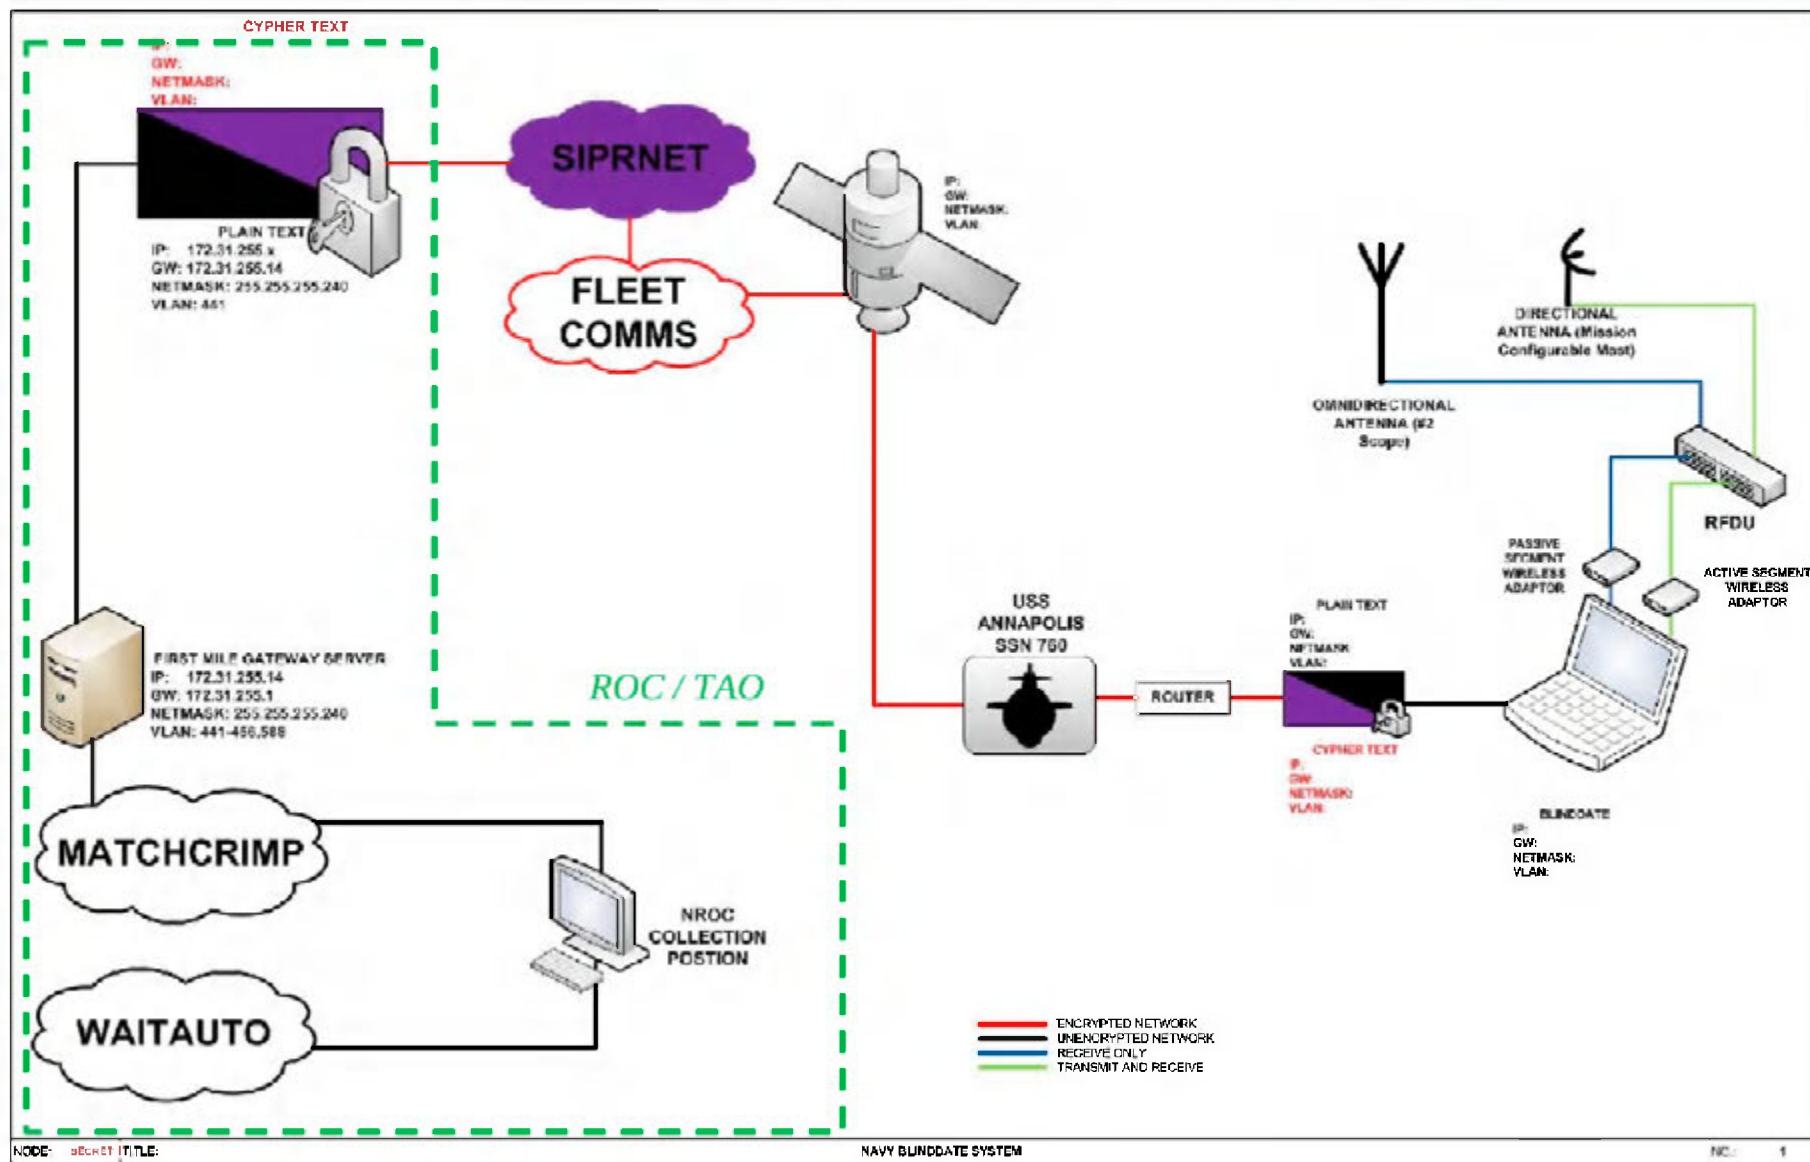 CYPHER TEXT
IP:
GW:
NETMASK:
VLAN:
PLAIN TEXT
IP: 172.31.255.x
GW: 172.31.255.14
NETMASK: 255.255.255.240
VLAN: 441
SIPRNET
FLEET
COMMS
IP:
GW:
NETMASK:
VLAN:
DIRECTIONAL
ANTENNA (Mission
Configurable Mast)
OMNIDIRECTIONAL
ANTENNA (#2
Scope)
RFDU
PASSIVE
SEGMENT
WIRELESS
ADAPTOR
ACTIVE SEGMENT
WIRELESS
ADAPTOR
FIRST MILE GATEWAY SERVER
IP: 172.31.255.14
GW: 172.31.255.1
NETMASK: 255.255.255.240
VLAN: 441-456,588
ROC / TAO
USS
ANNAPOLIS
SSN 760
ROUTER
PLAIN TEXT
IP:
GW:
NETMASK
VLAN:
CYPHER TEXT
IP:
GW:
NETMASK:
VLAN:
BLINDDATE
IP:
GW:
NETMASK:
VLAN:
MATCHCRIMP
NROC
COLLECTION
POSTION
WAITAUTO
ENCRYPTED NETWORK
UNENCRYPTED NETWORK
RECEIVE ONLY
TRANSMIT AND RECEIVE
NODE: SECRET TITLE: NAVY BLINDDATE SYSTEM NO.: 1